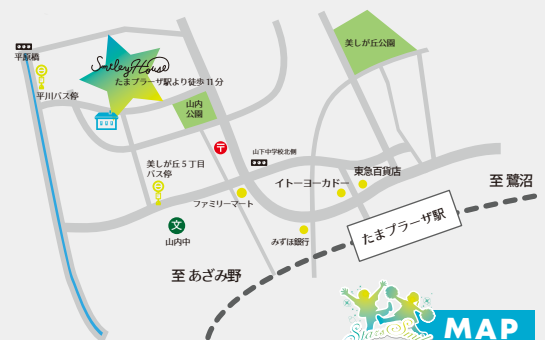 平原橋
平川バス停
Smiley House
たまプラーザ駅より徒歩11分
山内
公園
美しが丘公園
〒
山下中学校北側
美しが丘5丁目
バス停
イトーヨーカドー
東急百貨店
至 鷺沼
ファミリーマート
文
山内中
みずほ銀行
たまプラーザ駅
至 あざみ野
MAP